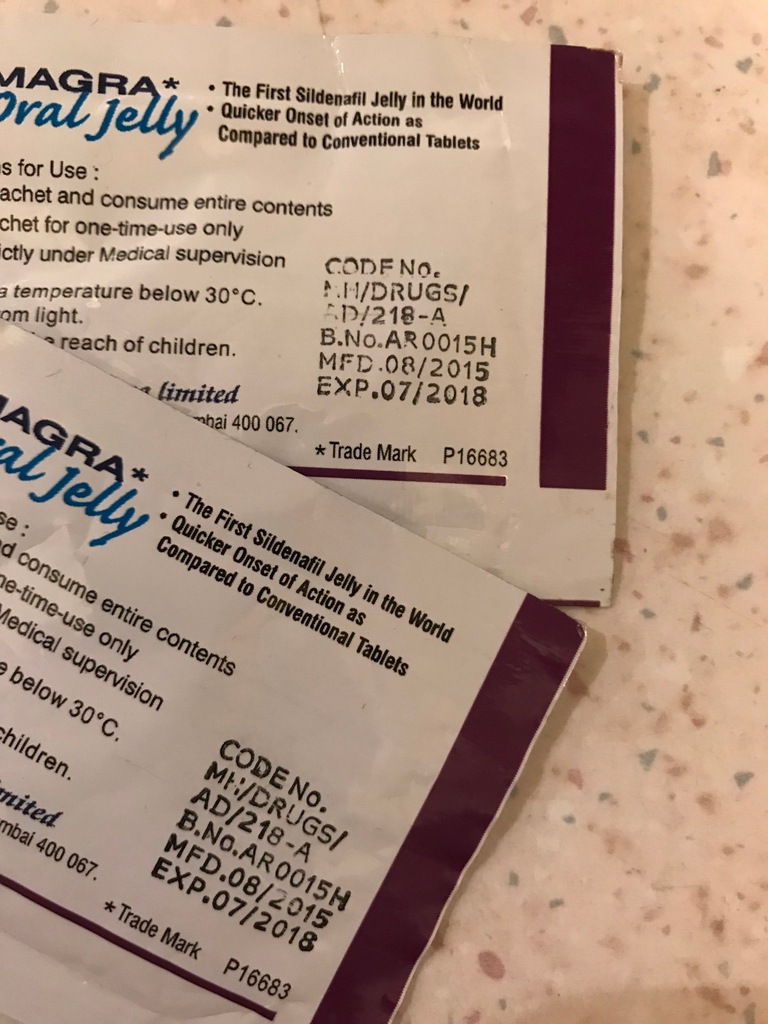 MAGRA*
Oral Jelly
• The First Sildenafil Jelly in the World
• Quicker Onset of Action as
Compared to Conventional Tablets
s for Use :
achet and consume entire contents
chet for one-time-use only
ctly under Medical supervision
a temperature below 30°C.
om light.
e reach of children.
limited
mbai 400 067.
CODE No.
MH/DRUGS/
AD/218-A
B.No.AR0015H
MFD.08/2015
EXP.07/2018
* Trade Mark P16683
MAGRA*
al Jelly
• The First Sildenafil Jelly in the World
• Quicker Onset of Action as
Compared to Conventional Tablets
se :
d consume entire contents
ne-time-use only
Medical supervision
e below 30°C.
children.
mited
mbai 400 067.
CODE No.
MH/DRUGS/
AD/218-A
B.No.AR0015H
MFD.08/2015
EXP.07/2018
* Trade Mark P16683